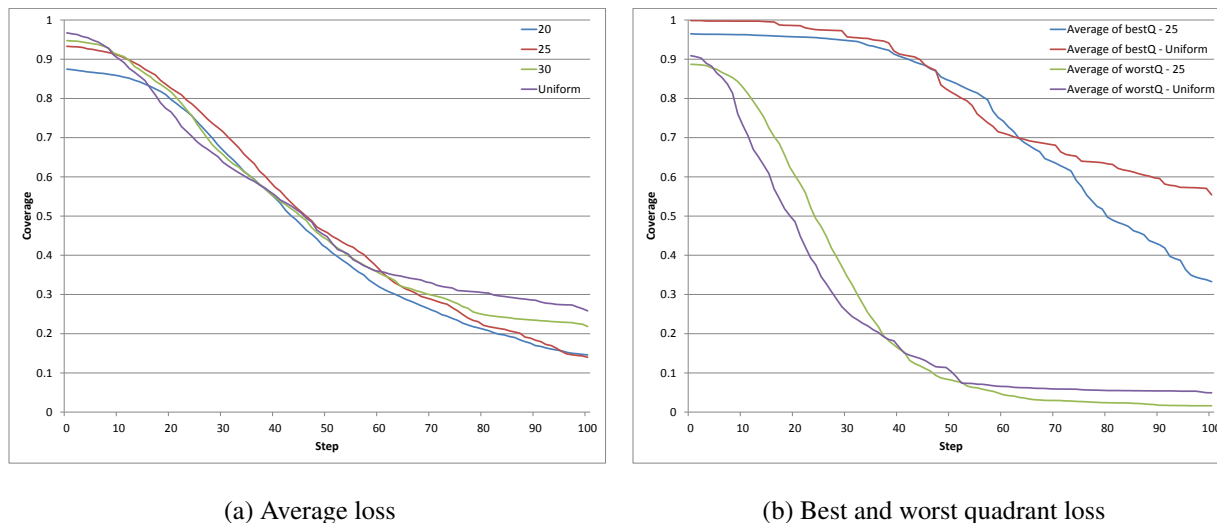 1
0.9
0.8
0.7
0.6
0.5
0.4
0.3
0.2
0.1
0
Coverage
0 10 20 30 40 50 60 70 80 90 100
Step
20
25
30
Uniform
(a) Average loss
1
0.9
0.8
0.7
0.6
0.5
0.4
0.3
0.2
0.1
0
Coverage
0 10 20 30 40 50 60 70 80 90 100
Step
Average of bestQ - 25
Average of bestQ - Uniform
Average of worstQ - 25
Average of worstQ - Uniform
(b) Best and worst quadrant loss